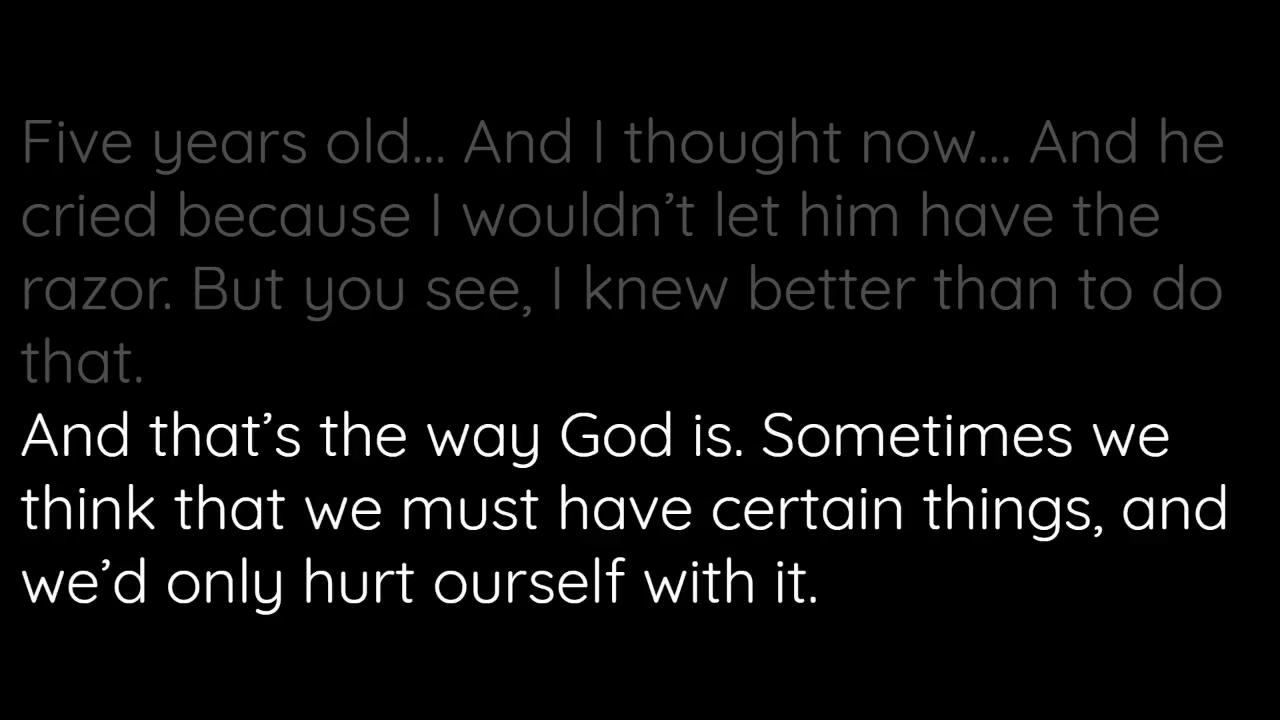 Five years old... And I thought now... And he
cried because I wouldn’t let him have the
razor. But you see, I knew better than to do
that.
And that’s the way God is. Sometimes we
think that we must have certain things, and
we’d only hurt ourself with it.